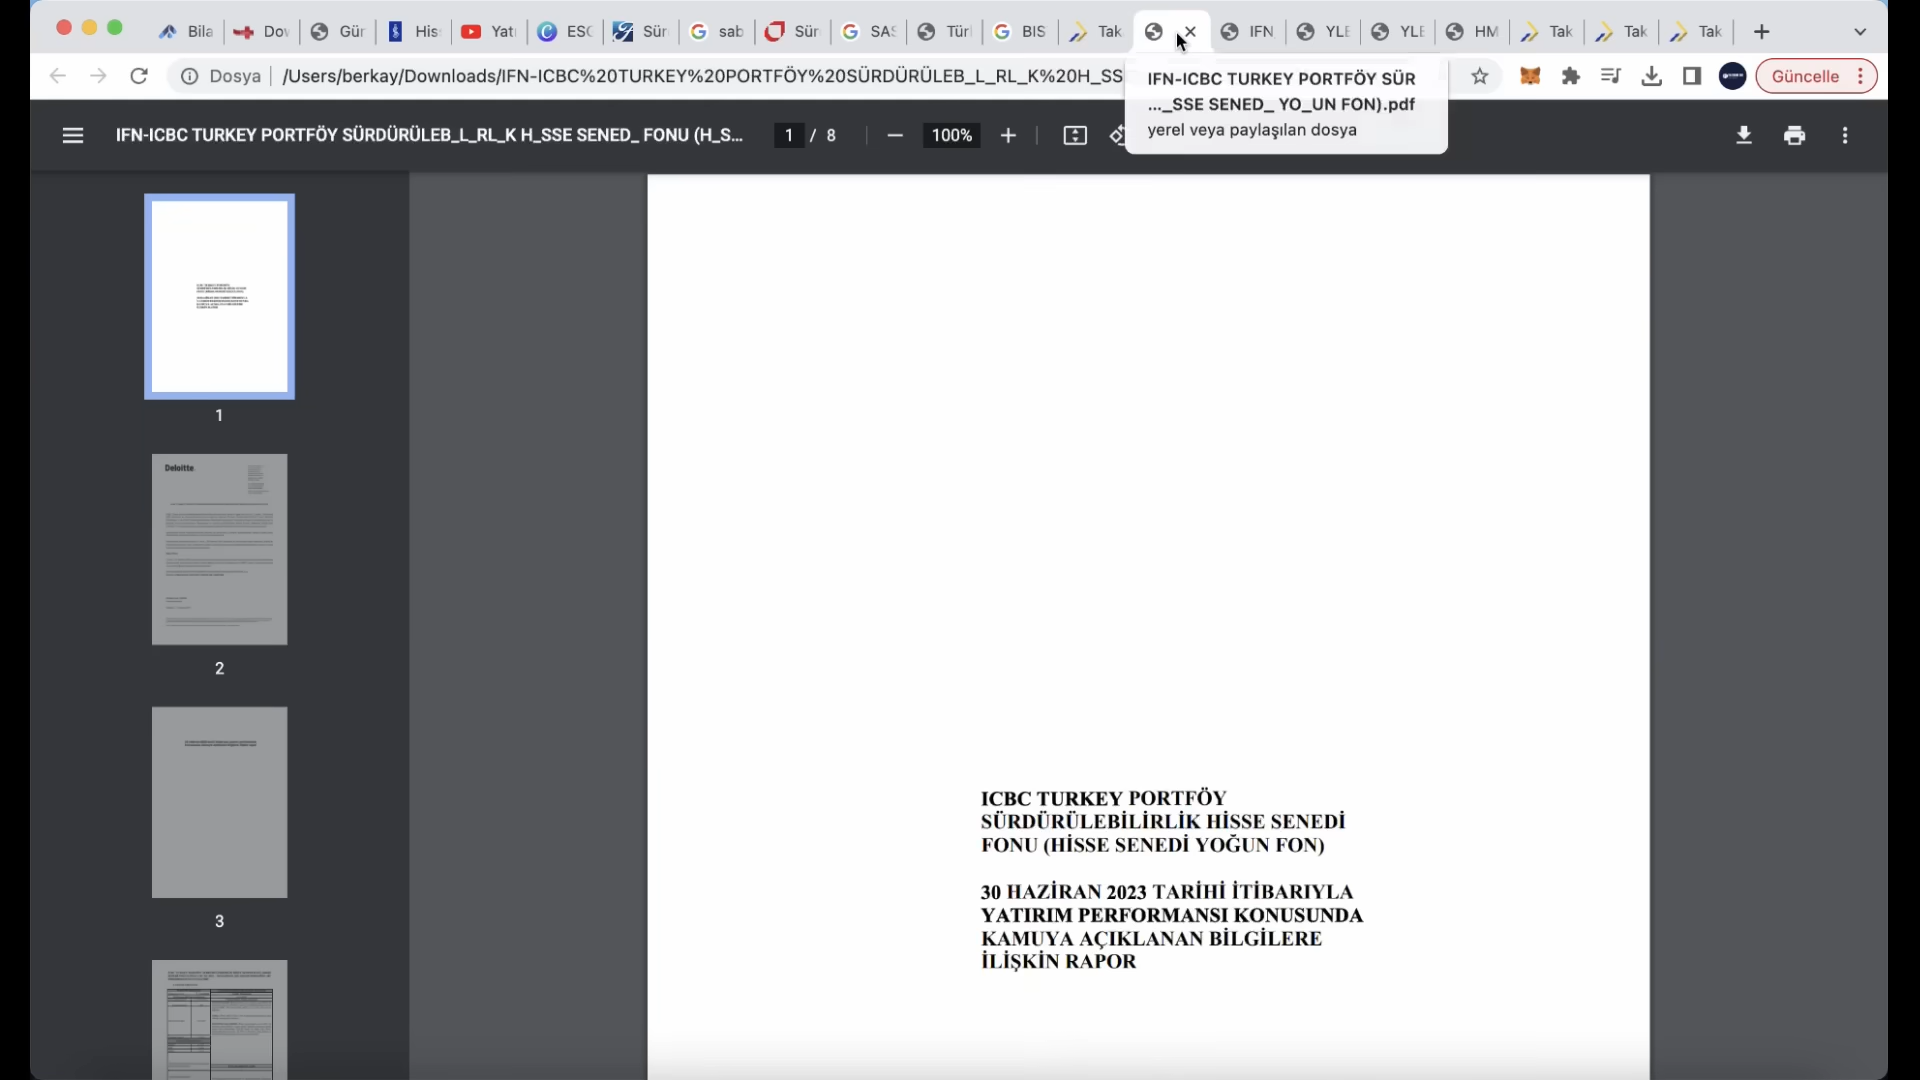 Bila
Dov
Gür
His
Yat
ESG
Sür
sab
Sür
SAS
Tür
BIS
Tak
IFN
YLE
YLE
HM
Tak
Tak
Tak
Dosya
/Users/berkay/Downloads/IFN-ICBC%20TURKEY%20PORTFÖY%20SÜRDÜRÜLEB_L_RL_K%20H_SS
Güncelle
IFN-ICBC TURKEY PORTFÖY SÜR
..._SSE SENED_ YO_UN FON).pdf
yerel veya paylaşılan dosya
IFN-ICBC TURKEY PORTFÖY SÜRDÜRÜLEB_L_RL_K H_SSE SENED_ FONU (H_S...
1 / 8
100%
1
Deloitte
2
3
ICBC TURKEY PORTFÖY
SÜRDÜRÜLEBİLİRLİK HİSSE SENEDİ
FONU (HİSSE SENEDİ YOĞUN FON)
30 HAZİRAN 2023 TARİHİ İTİBARIYLA
YATIRIM PERFORMANSI KONUSUNDA
KAMUYA AÇIKLANAN BİLGİLERE
İLİŞKİN RAPOR